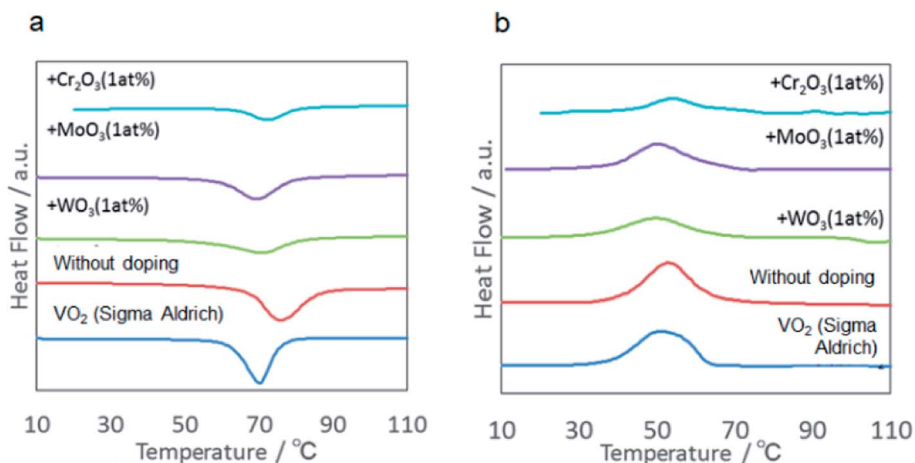 a
+Cr₂O₃(1at%)
+MoO₃(1at%)
+WO₃(1at%)
Without doping
VO₂ (Sigma Aldrich)
Heat Flow / a.u.
10 30 50 70 90 110
Temperature / °C
b
+Cr₂O₃(1at%)
+MoO₃(1at%)
+WO₃(1at%)
Without doping
VO₂ (Sigma
Aldrich)
Heat Flow / a.u.
10 30 50 70 90 110
Temperature / °C